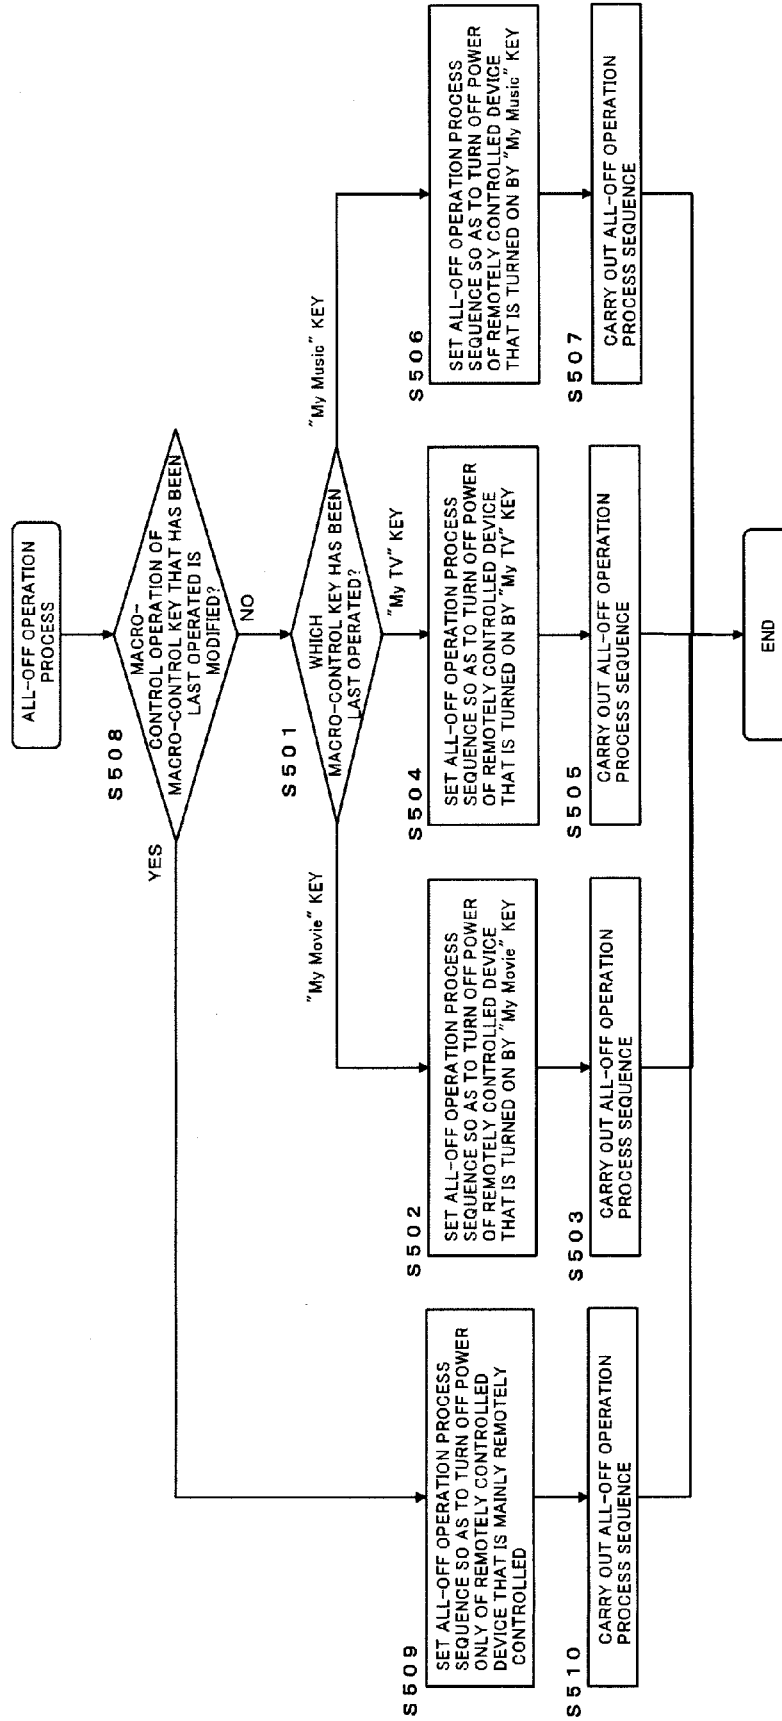 ALL-OFF OPERATION
PROCESS
S508
MACRO-
CONTROL OPERATION OF
MACRO-CONTROL KEY THAT HAS BEEN
LAST OPERATED IS
MODIFIED?
YES
NO
S501
WHICH
MACRO-CONTROL KEY HAS BEEN
LAST OPERATED?
"My Movie" KEY
"My TV" KEY
"My Music" KEY
S509
SET ALL-OFF OPERATION PROCESS
SEQUENCE SO AS TO TURN OFF POWER
ONLY OF REMOTELY CONTROLLED
DEVICE THAT IS MAINLY REMOTELY
CONTROLLED
S502
SET ALL-OFF OPERATION PROCESS
SEQUENCE SO AS TO TURN OFF POWER
OF REMOTELY CONTROLLED DEVICE
THAT IS TURNED ON BY "My Movie" KEY
S504
SET ALL-OFF OPERATION PROCESS
SEQUENCE SO AS TO TURN OFF POWER
OF REMOTELY CONTROLLED DEVICE
THAT IS TURNED ON BY "My TV" KEY
S506
SET ALL-OFF OPERATION PROCESS
SEQUENCE SO AS TO TURN OFF POWER
OF REMOTELY CONTROLLED DEVICE
THAT IS TURNED ON BY "My Music" KEY
S510
CARRY OUT ALL-OFF OPERATION
PROCESS SEQUENCE
S503
CARRY OUT ALL-OFF OPERATION
PROCESS SEQUENCE
S505
CARRY OUT ALL-OFF OPERATION
PROCESS SEQUENCE
S507
CARRY OUT ALL-OFF OPERATION
PROCESS SEQUENCE
END